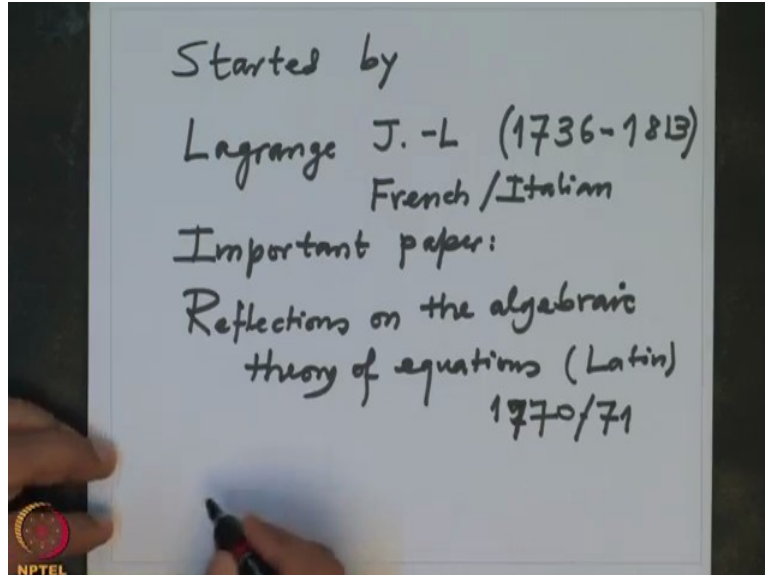 Started by
Lagrange J.-L (1736-1813)
French/Italian
Important paper:
Reflections on the algebraic
theory of equations (Latin)
1770/71
NPTEL